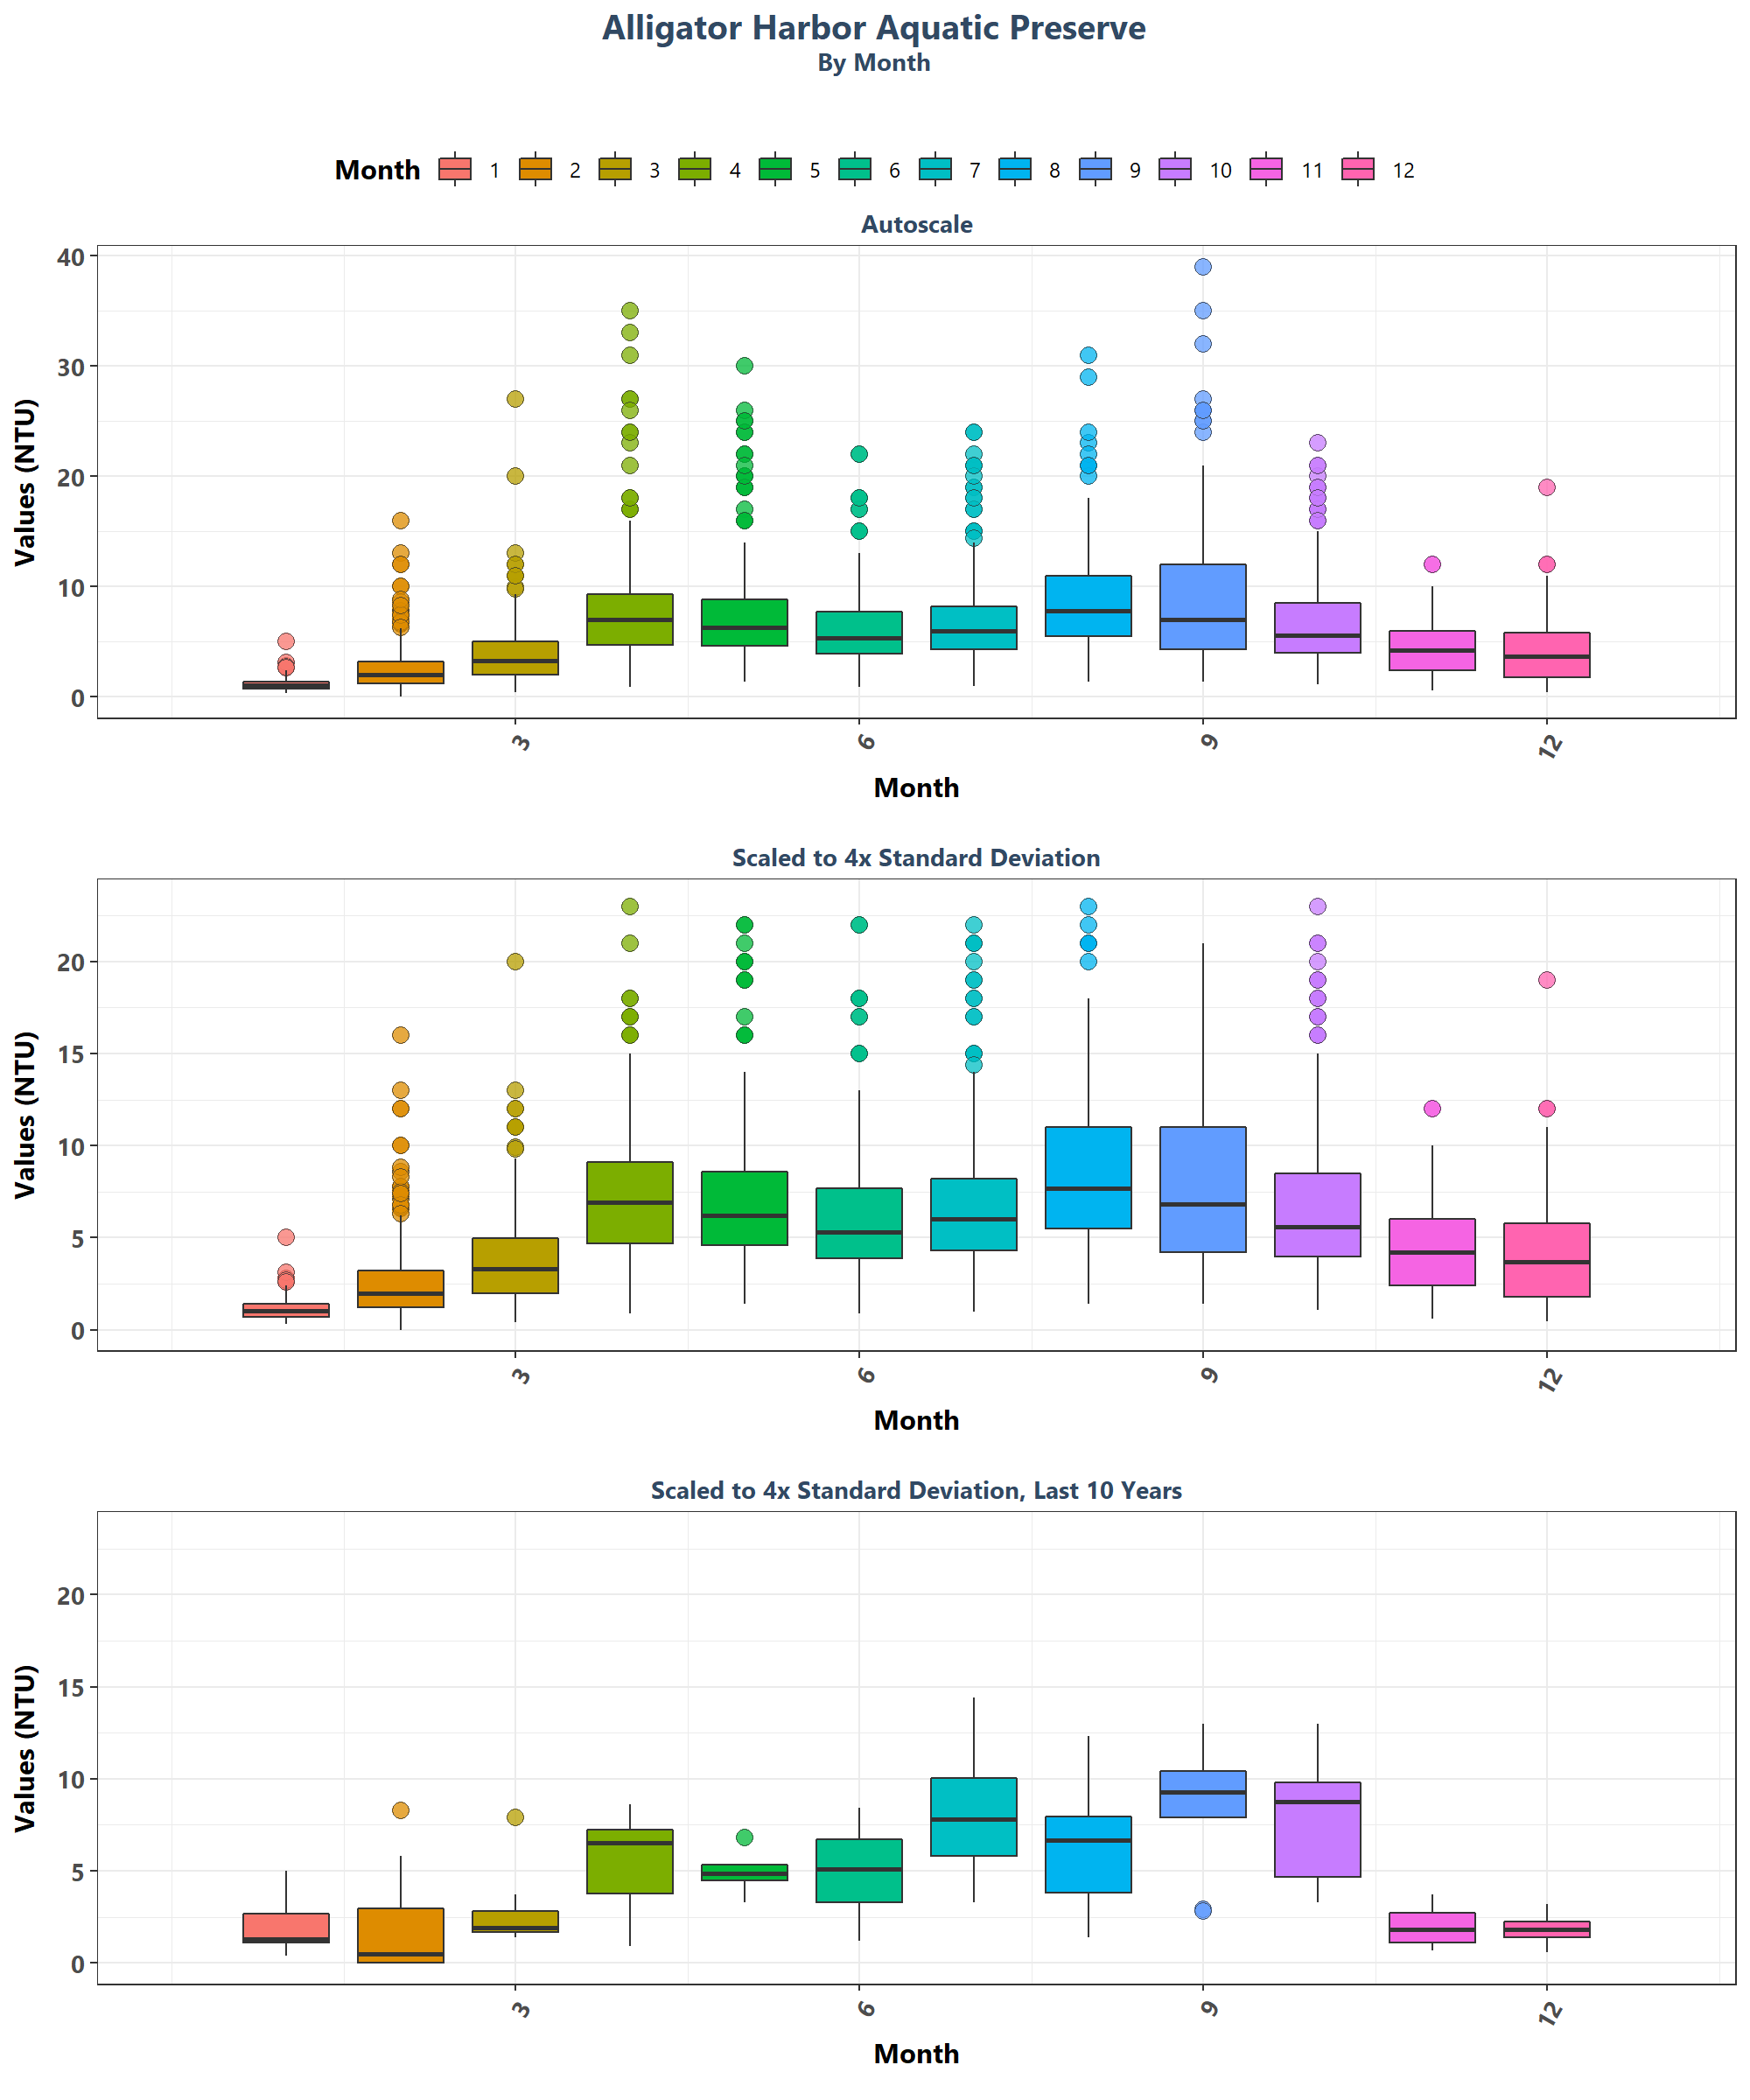 Alligator Harbor Aquatic Preserve
By Month
Month 1 2 3 4 5 6 7 8 9 10 11 12
Autoscale
40
30
20
10
0
Values (NTU)
3 6 9 12
Month
Scaled to 4x Standard Deviation
20
15
10
5
0
Values (NTU)
3 6 9 12
Month
Scaled to 4x Standard Deviation, Last 10 Years
20
15
10
5
0
Values (NTU)
3 6 9 12
Month